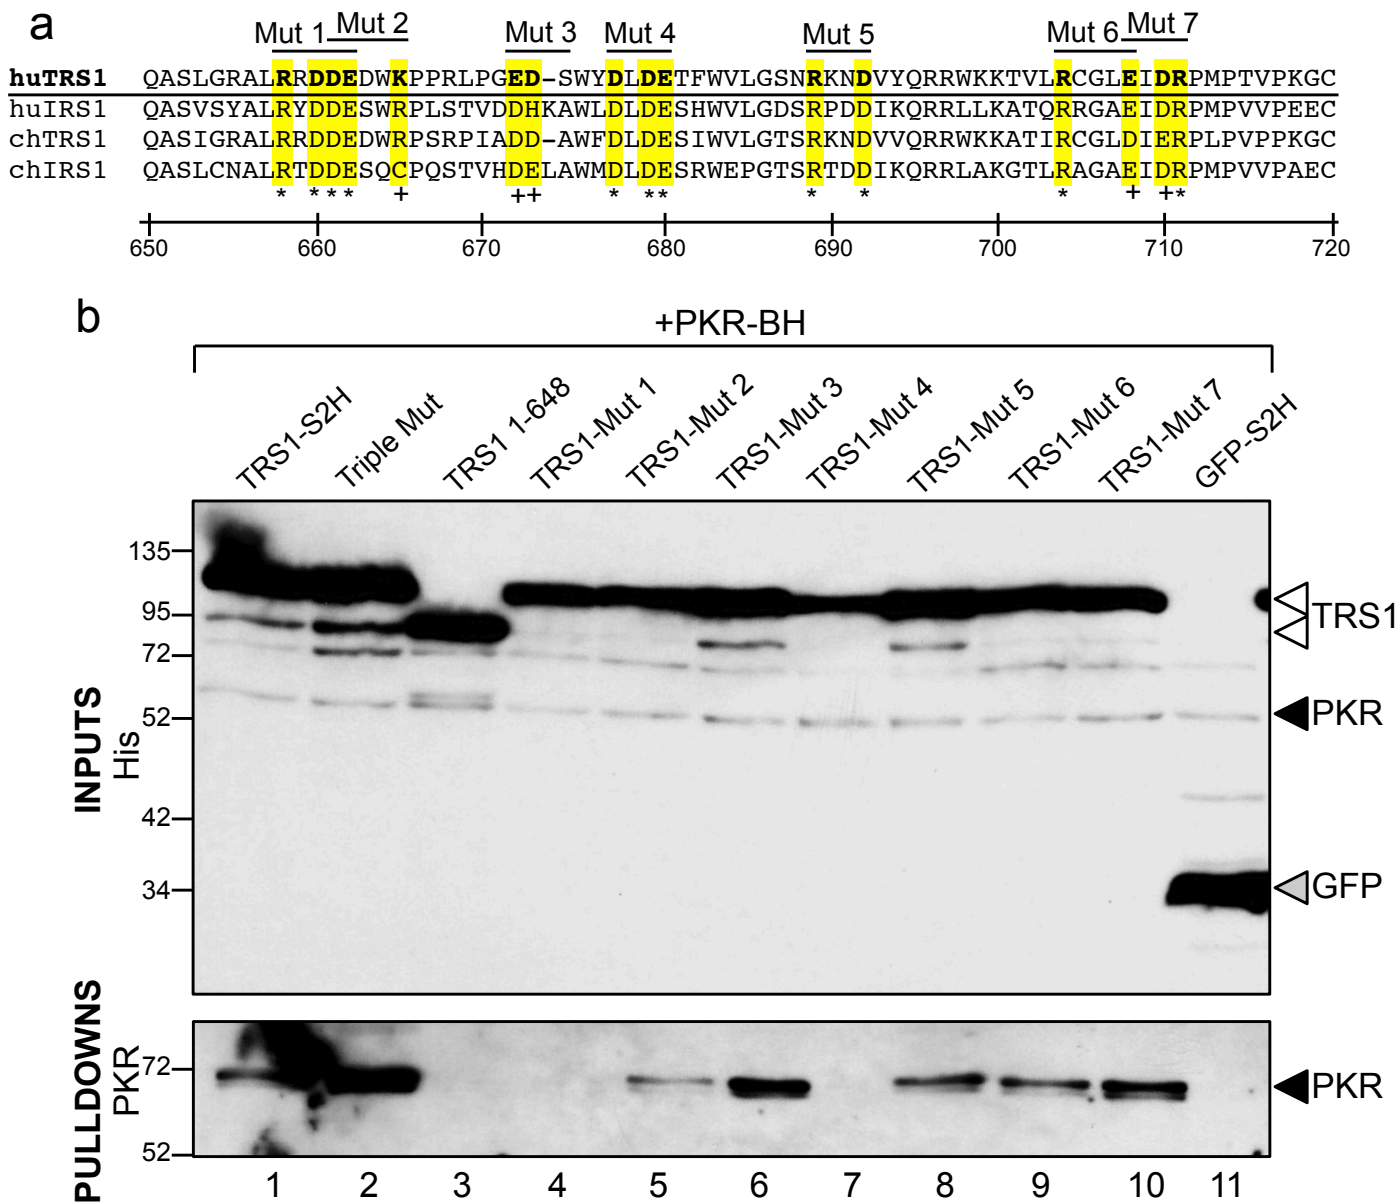 a
Mut 1 Mut 2 Mut 3 Mut 4 Mut 5 Mut 6 Mut 7
huTRS1 QASLGRALRRDDEDWKPPRLPGED-SWYDLDETFWVLGSNRKNDVYQRRWKKTVLRCGLEIDRPMPTVPKGC
huIRS1 QASVSYALRYDDESWRPLSTVDDHKAWLDLDESHWVLGDSRPDDIKQRRLLKATQRRGAEIDRPMPVVPEEC
chTRS1 QASIGRALRRDDEDWRPSRPIADD-AWFDLDESIWVLGTSRKNDVVQRRWKKATIRCGLDIERPLPVPPKGC
chIRS1 QASLCNALRTDDESQCPQSTVHDELAWMDLDESRWEPGTSRTDDIKQRRLAKGTLRAGAEIDRPMPVPPAEC
* * * * + + + * * * * * * + + *
650 660 670 680 690 700 710 720
b
+PKR-BH
TRS1-S2H Triple Mut TRS1 1-648 TRS1-Mut 1 TRS1-Mut 2 TRS1-Mut 3 TRS1-Mut 4 TRS1-Mut 5 TRS1-Mut 6 TRS1-Mut 7 GFP-S2H
INPUTS
His
135
95
72
52
42
34
TRS1
PKR
GFP
PULLDOWNS
PKR
72
52
PKR
1 2 3 4 5 6 7 8 9 10 11